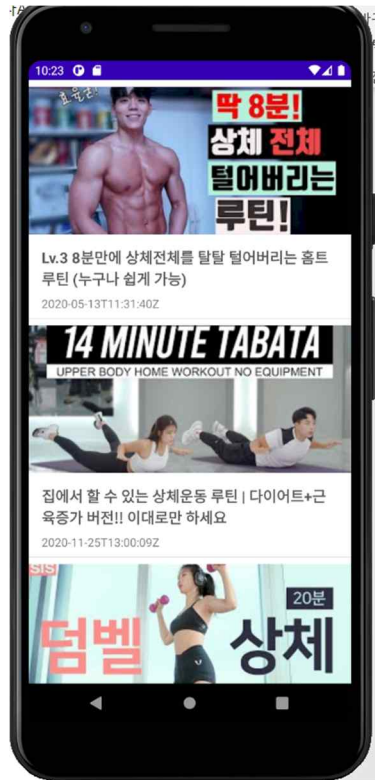 10:23
효율갑!
딱 8분!
상체 전체
털어버리는
루틴!
Lv.3 8분만에 상체전체를 탈탈 털어버리는 홈트
루틴 (누구나 쉽게 가능)
2020-05-13T11:31:40Z
14 MINUTE TABATA
UPPER BODY HOME WORKOUT NO EQUIPMENT
집에서 할 수 있는 상체운동 루틴 | 다이어트+근
육증가 버전!! 이대로만 하세요
2020-11-25T13:00:09Z
SIS
20분
덤벨 상체